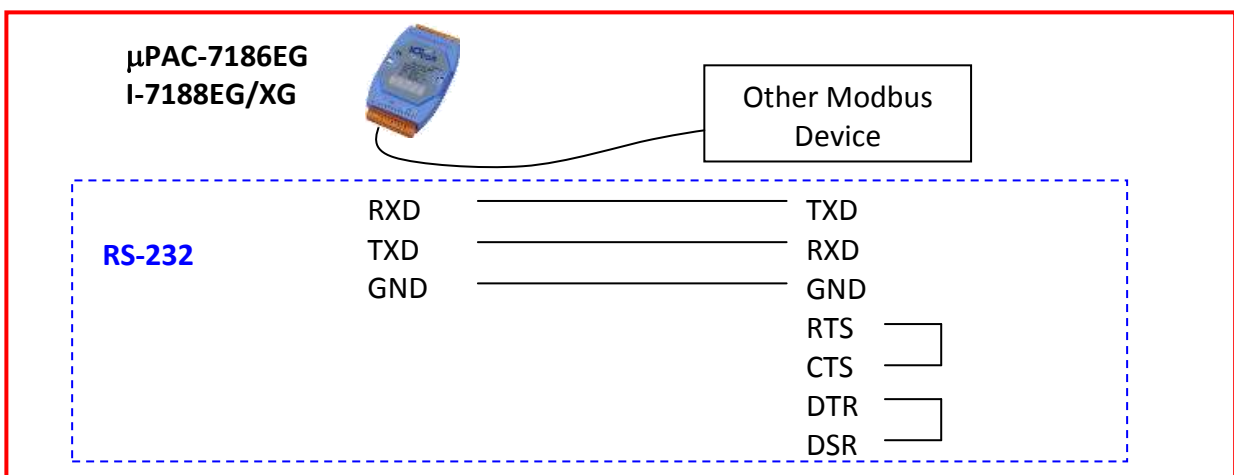 μPAC-7186EG
I-7188EG/XG
Other Modbus
Device
RS-232
RXD TXD
TXD RXD
GND GND
RTS
CTS
DTR
DSR